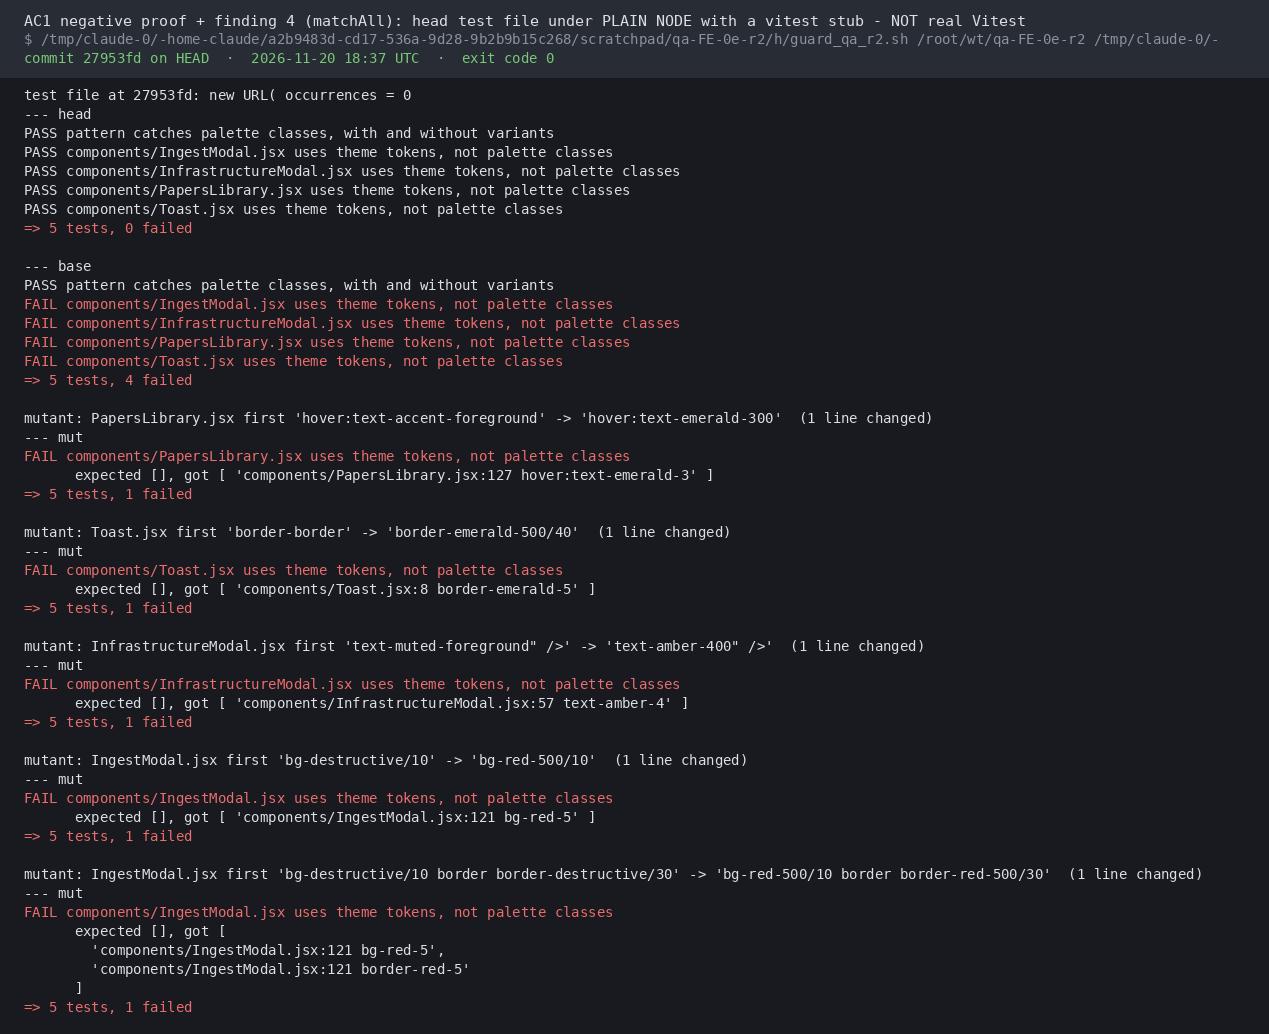 AC1 negative proof + finding 4 (matchAll): head test file under PLAIN NODE with a vitest stub - NOT real Vitest
$ /tmp/claude-0/-home-claude/a2b9483d-cd17-536a-9d28-9b2b9b15c268/scratchpad/qa-FE-0e-r2/h/guard_qa_r2.sh /root/wt/qa-FE-0e-r2 /tmp/claude-0/-
commit 27953fd on HEAD  ·  2026-11-20 18:37 UTC  ·  exit code 0
test file at 27953fd: new URL( occurrences = 0
--- head
PASS pattern catches palette classes, with and without variants
PASS components/IngestModal.jsx uses theme tokens, not palette classes
PASS components/InfrastructureModal.jsx uses theme tokens, not palette classes
PASS components/PapersLibrary.jsx uses theme tokens, not palette classes
PASS components/Toast.jsx uses theme tokens, not palette classes
=> 5 tests, 0 failed
--- base
PASS pattern catches palette classes, with and without variants
FAIL components/IngestModal.jsx uses theme tokens, not palette classes
FAIL components/InfrastructureModal.jsx uses theme tokens, not palette classes
FAIL components/PapersLibrary.jsx uses theme tokens, not palette classes
FAIL components/Toast.jsx uses theme tokens, not palette classes
=> 5 tests, 4 failed
mutant: PapersLibrary.jsx first 'hover:text-accent-foreground' -> 'hover:text-emerald-300'  (1 line changed)
--- mut
FAIL components/PapersLibrary.jsx uses theme tokens, not palette classes
      expected [], got [ 'components/PapersLibrary.jsx:127 hover:text-emerald-3' ]
=> 5 tests, 1 failed
mutant: Toast.jsx first 'border-border' -> 'border-emerald-500/40'  (1 line changed)
--- mut
FAIL components/Toast.jsx uses theme tokens, not palette classes
      expected [], got [ 'components/Toast.jsx:8 border-emerald-5' ]
=> 5 tests, 1 failed
mutant: InfrastructureModal.jsx first 'text-muted-foreground" />' -> 'text-amber-400" />'  (1 line changed)
--- mut
FAIL components/InfrastructureModal.jsx uses theme tokens, not palette classes
      expected [], got [ 'components/InfrastructureModal.jsx:57 text-amber-4' ]
=> 5 tests, 1 failed
mutant: IngestModal.jsx first 'bg-destructive/10' -> 'bg-red-500/10'  (1 line changed)
--- mut
FAIL components/IngestModal.jsx uses theme tokens, not palette classes
      expected [], got [ 'components/IngestModal.jsx:121 bg-red-5' ]
=> 5 tests, 1 failed
mutant: IngestModal.jsx first 'bg-destructive/10 border border-destructive/30' -> 'bg-red-500/10 border border-red-500/30'  (1 line changed)
--- mut
FAIL components/IngestModal.jsx uses theme tokens, not palette classes
      expected [], got [
        'components/IngestModal.jsx:121 bg-red-5',
        'components/IngestModal.jsx:121 border-red-5'
      ]
=> 5 tests, 1 failed